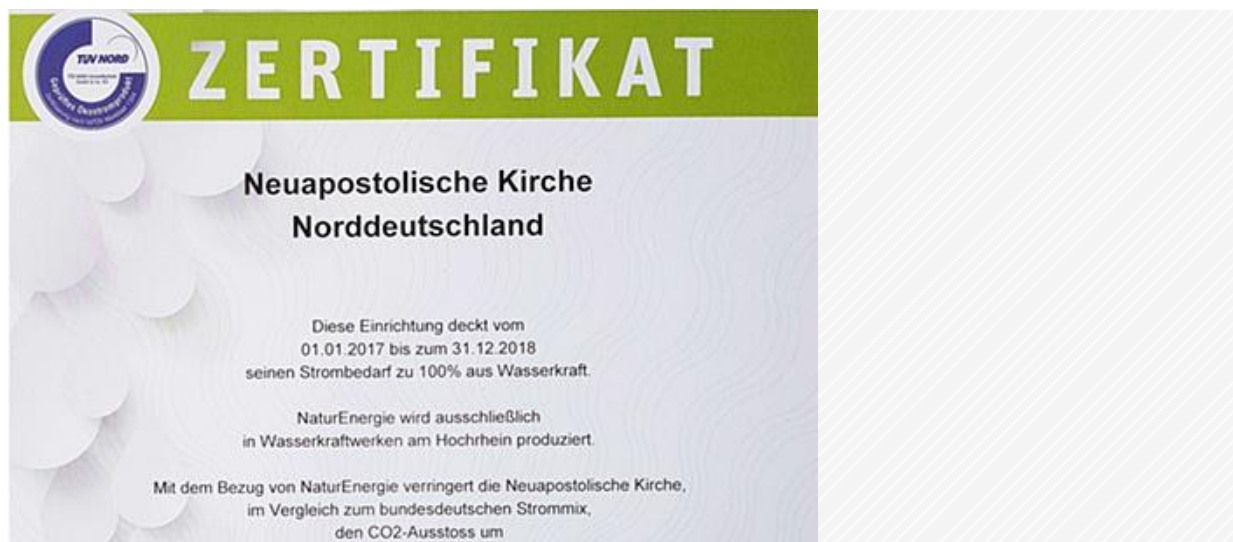 TÜV NORD
Geprüftes Ökostromprodukt
ZERTIFIKAT
Neuapostolische Kirche
Norddeutschland
Diese Einrichtung deckt vom
01.01.2017 bis zum 31.12.2018
seinen Strombedarf zu 100% aus Wasserkraft.
NaturEnergie wird ausschließlich
in Wasserkraftwerken am Hochrhein produziert.
Mit dem Bezug von NaturEnergie verringert die Neuapostolische Kirche,
im Vergleich zum bundesdeutschen Strommix,
den CO2-Ausstoss um